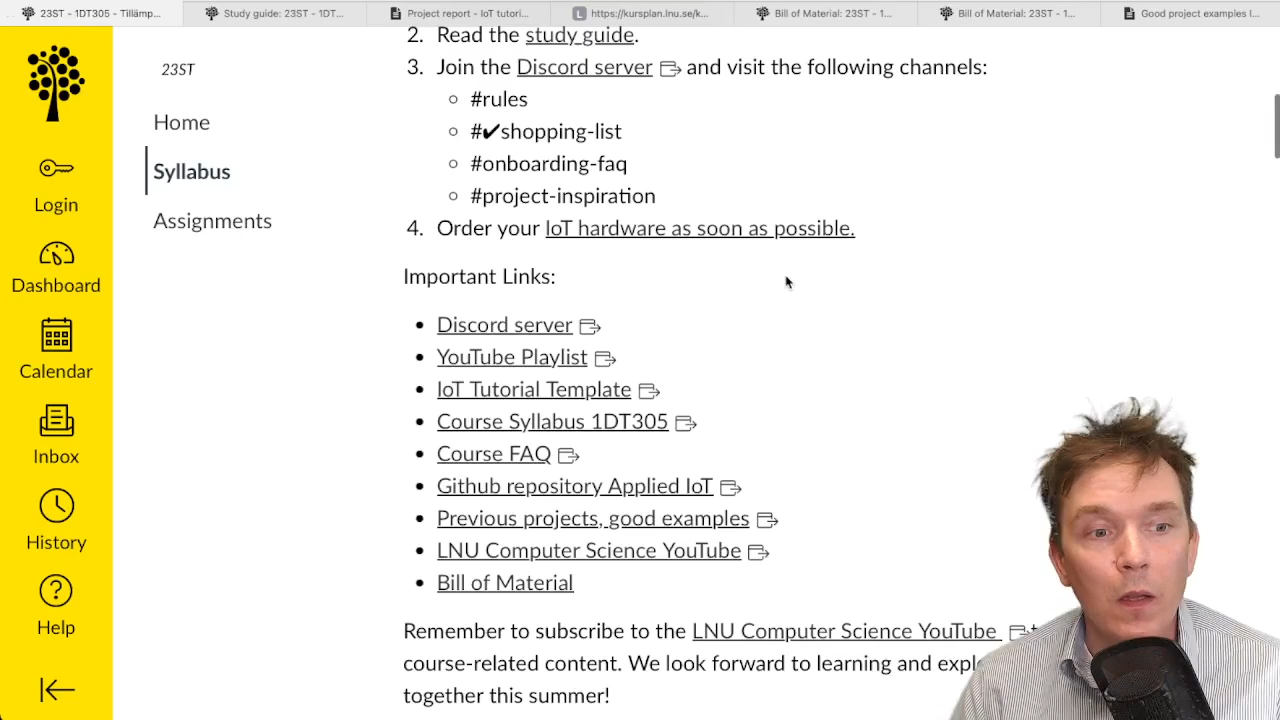 23ST - 1DT305 - Tillämp...
Study guide: 23ST - 1DT...
Project report - IoT tutori...
L https://kursplan.lnu.se/k...
Bill of Material: 23ST - 1...
Bill of Material: 23ST - 1...
Good project examples I...
23ST
Home
Syllabus
Assignments
Login
Dashboard
Calendar
Inbox
History
Help
2. Read the study guide.
3. Join the Discord server and visit the following channels:
#rules
#✔shopping-list
#onboarding-faq
#project-inspiration
4. Order your IoT hardware as soon as possible.
Important Links:
Discord server
YouTube Playlist
IoT Tutorial Template
Course Syllabus 1DT305
Course FAQ
Github repository Applied IoT
Previous projects, good examples
LNU Computer Science YouTube
Bill of Material
Remember to subscribe to the LNU Computer Science YouTube
course-related content. We look forward to learning and
together this summer!